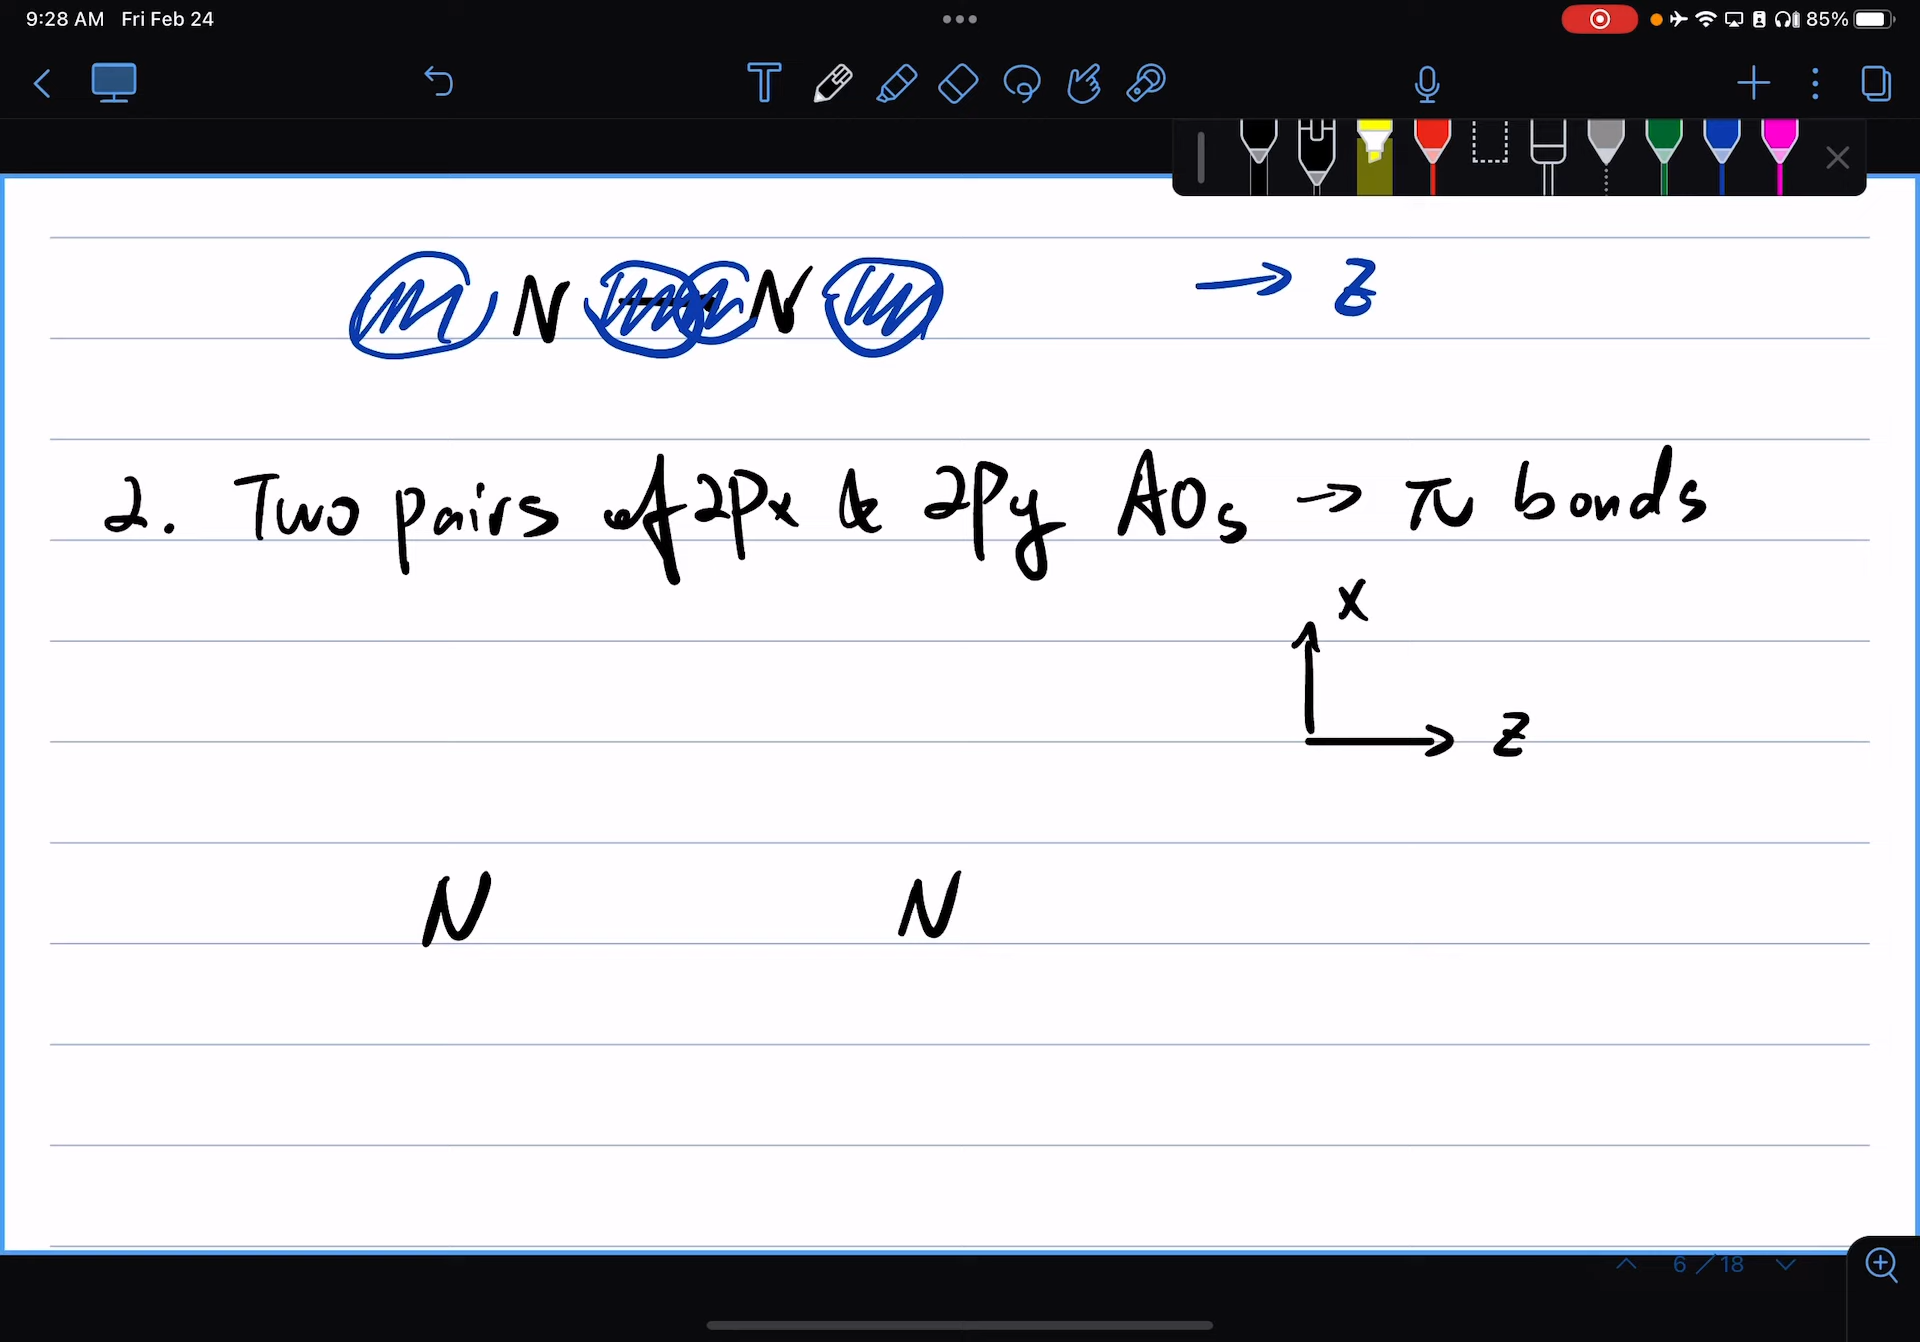 9:28 AM Fri Feb 24
85%
T
N — N → z
2. Two pairs of 2px & 2py AOs → π bonds
x
z
N N
6 / 18